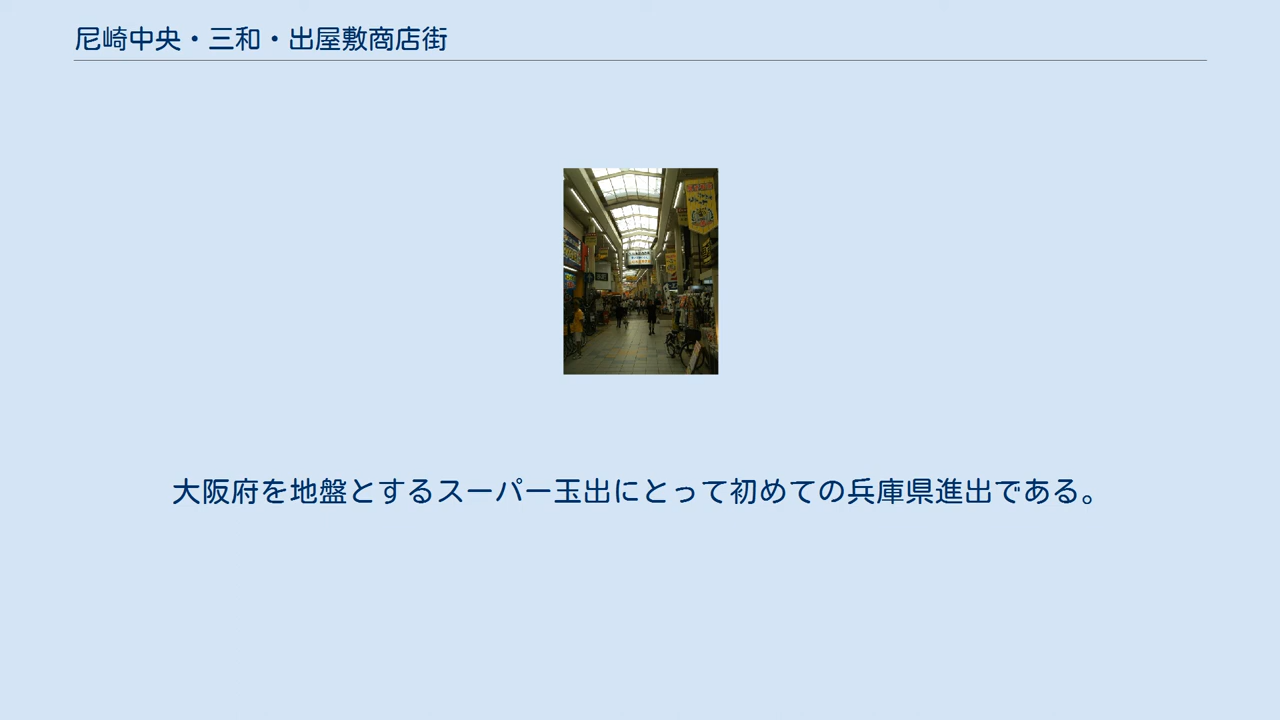 尼崎中央・三和・出屋敷商店街
大阪府を地盤とするスーパー玉出にとって初めての兵庫県進出である。